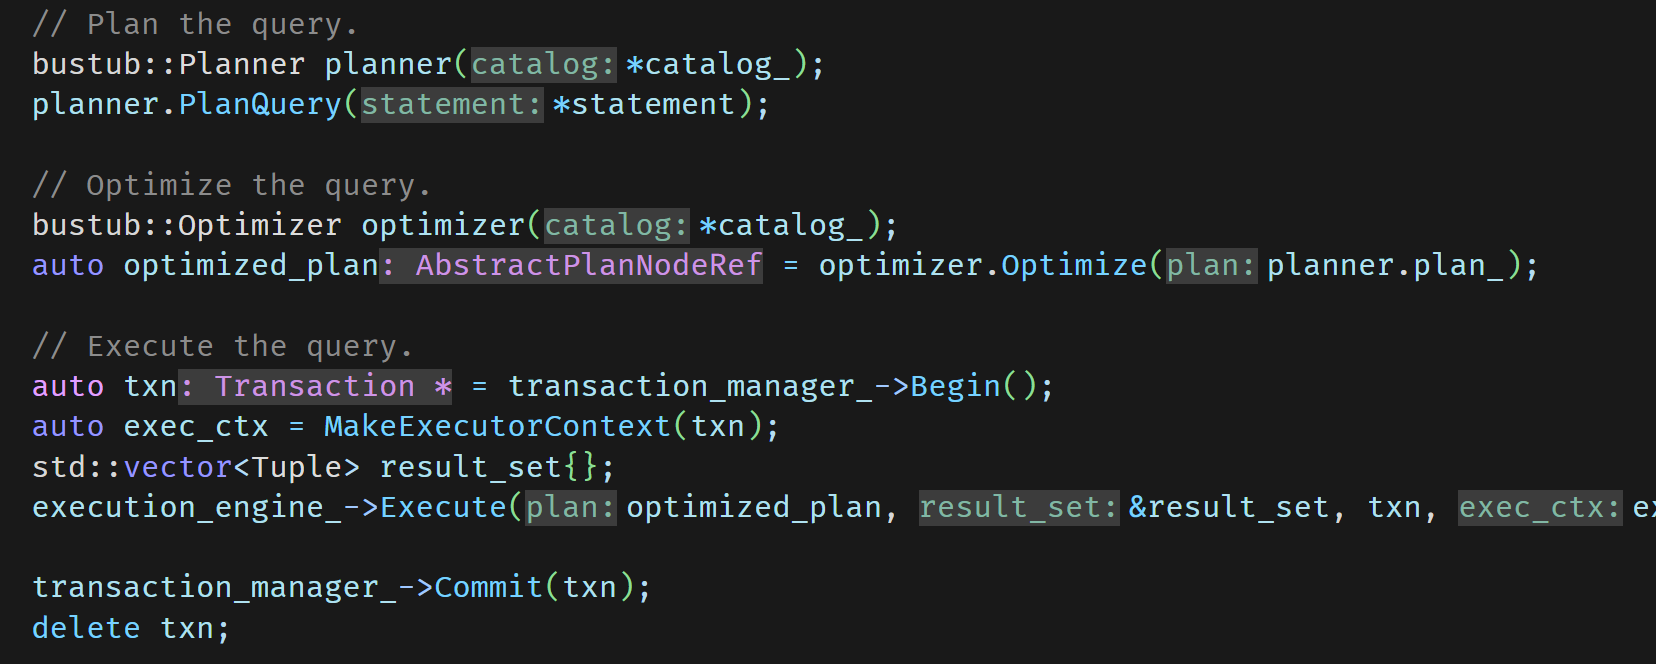 // Plan the query.
bustub::Planner planner(catalog: *catalog_);
planner.PlanQuery(statement: *statement);
// Optimize the query.
bustub::Optimizer optimizer(catalog: *catalog_);
auto optimized_plan: AbstractPlanNodeRef = optimizer.Optimize(plan: planner.plan_);
// Execute the query.
auto txn: Transaction * = transaction_manager_->Begin();
auto exec_ctx = MakeExecutorContext(txn);
std::vector<Tuple> result_set{};
execution_engine_->Execute(plan: optimized_plan, result_set: &result_set, txn, exec_ctx:
transaction_manager_->Commit(txn);
delete txn;